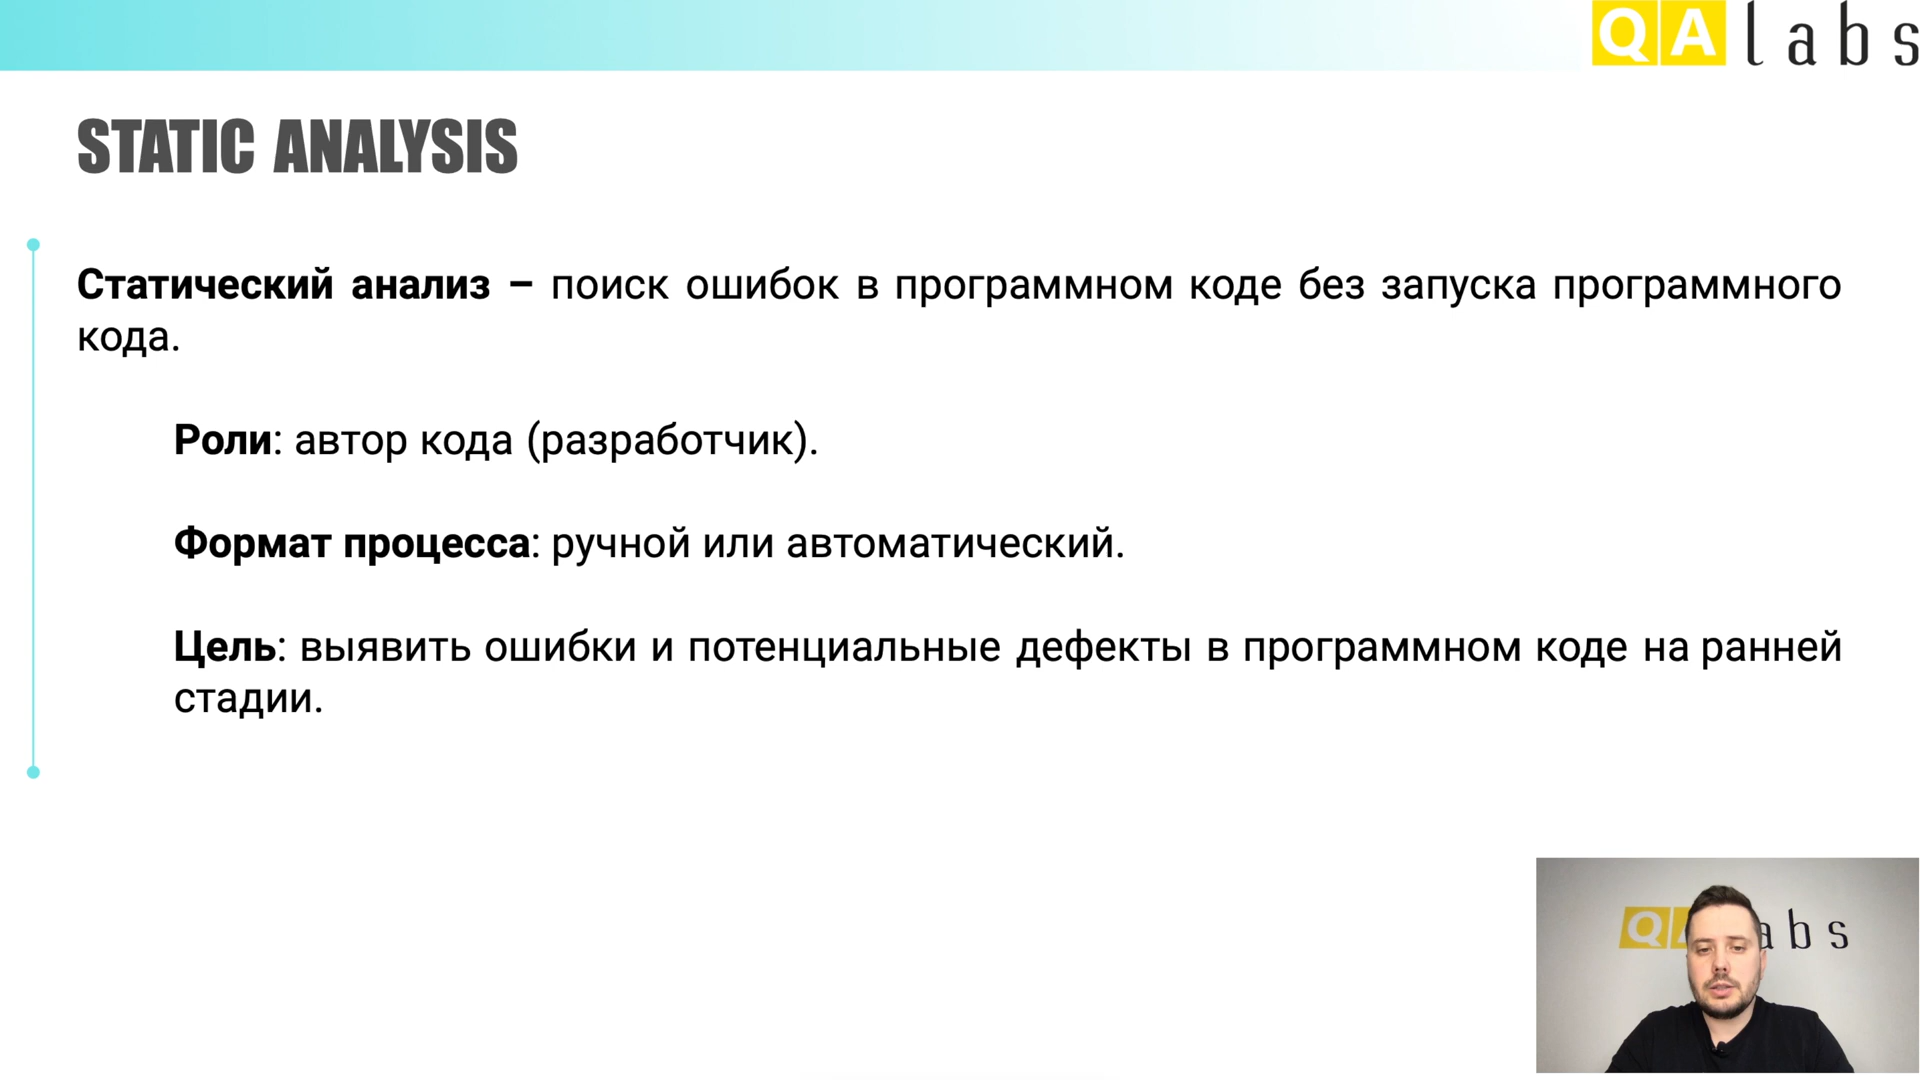 QA labs
STATIC ANALYSIS
Статический анализ – поиск ошибок в программном коде без запуска программного
кода.
Роли: автор кода (разработчик).
Формат процесса: ручной или автоматический.
Цель: выявить ошибки и потенциальные дефекты в программном коде на ранней
стадии.
Q abs